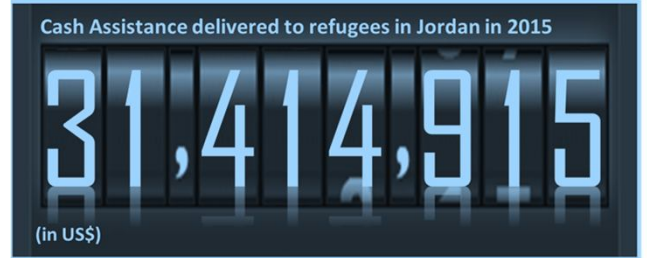 Cash Assistance delivered to refugees in Jordan in 2015
31,414,915
(in US$)